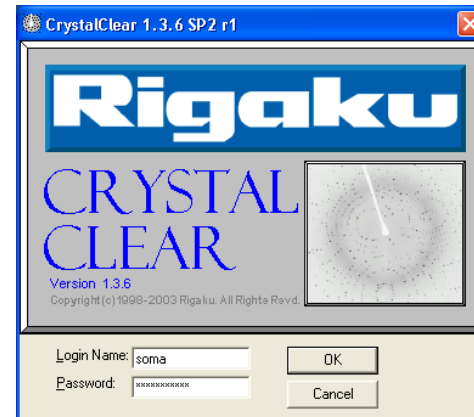 CrystalClear 1.3.6 SP2 r1
Rigaku
CRYSTAL
CLEAR
Version 1.3.6
Copyright(c)1998-2003 Rigaku. All Rights Resvd.
Login Name: soma
OK
Password: ***********
Cancel